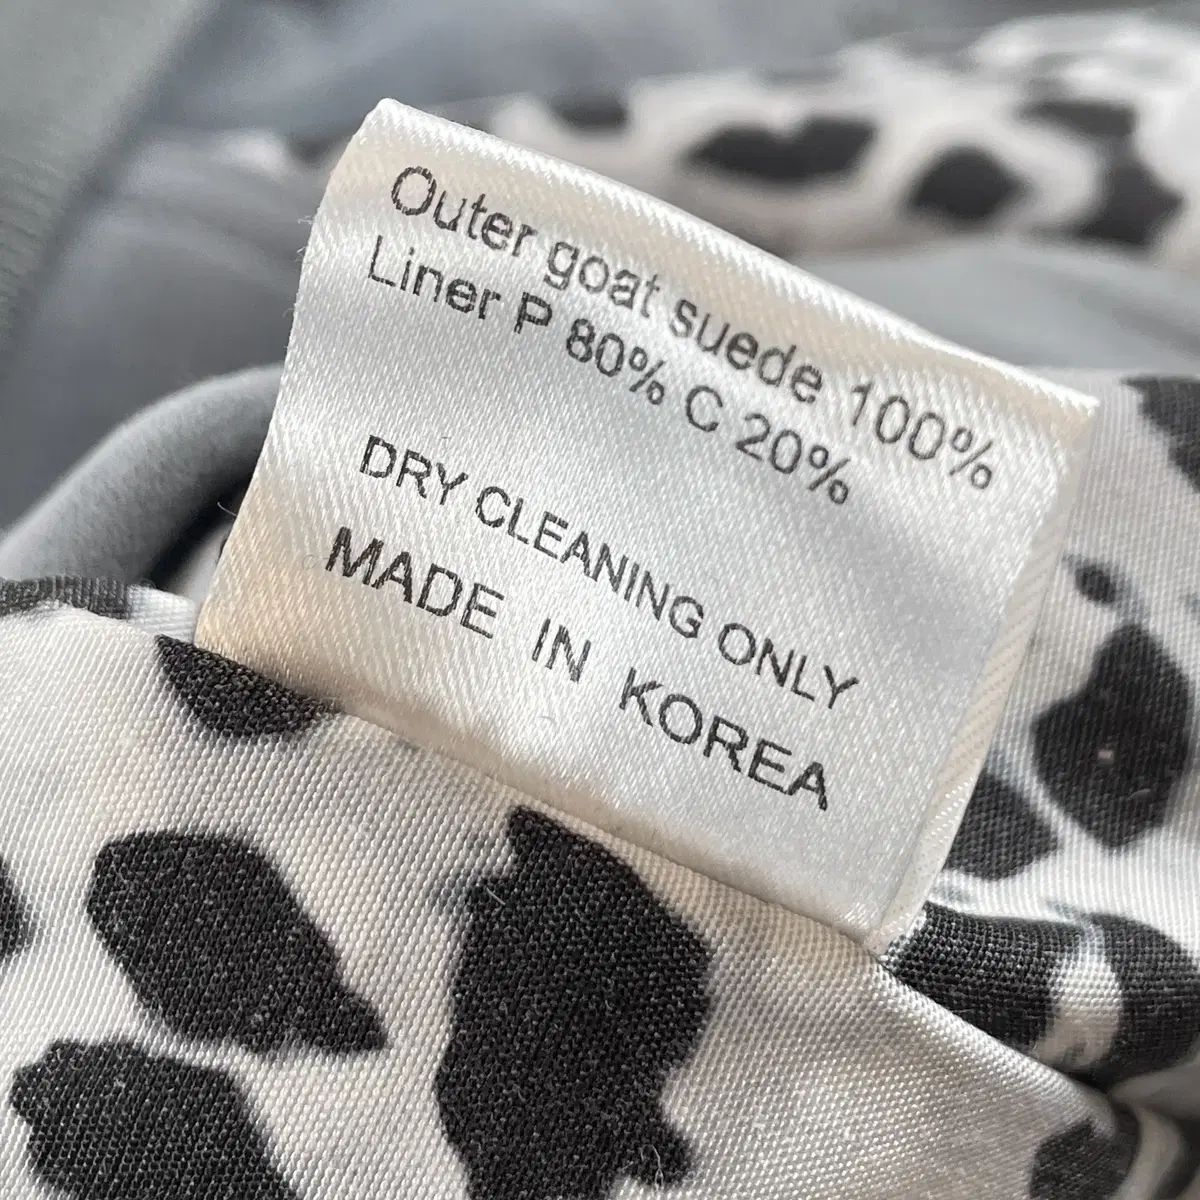 Outer goat suede 100%
Liner P 80% C 20%
DRY CLEANING ONLY
MADE IN KOREA